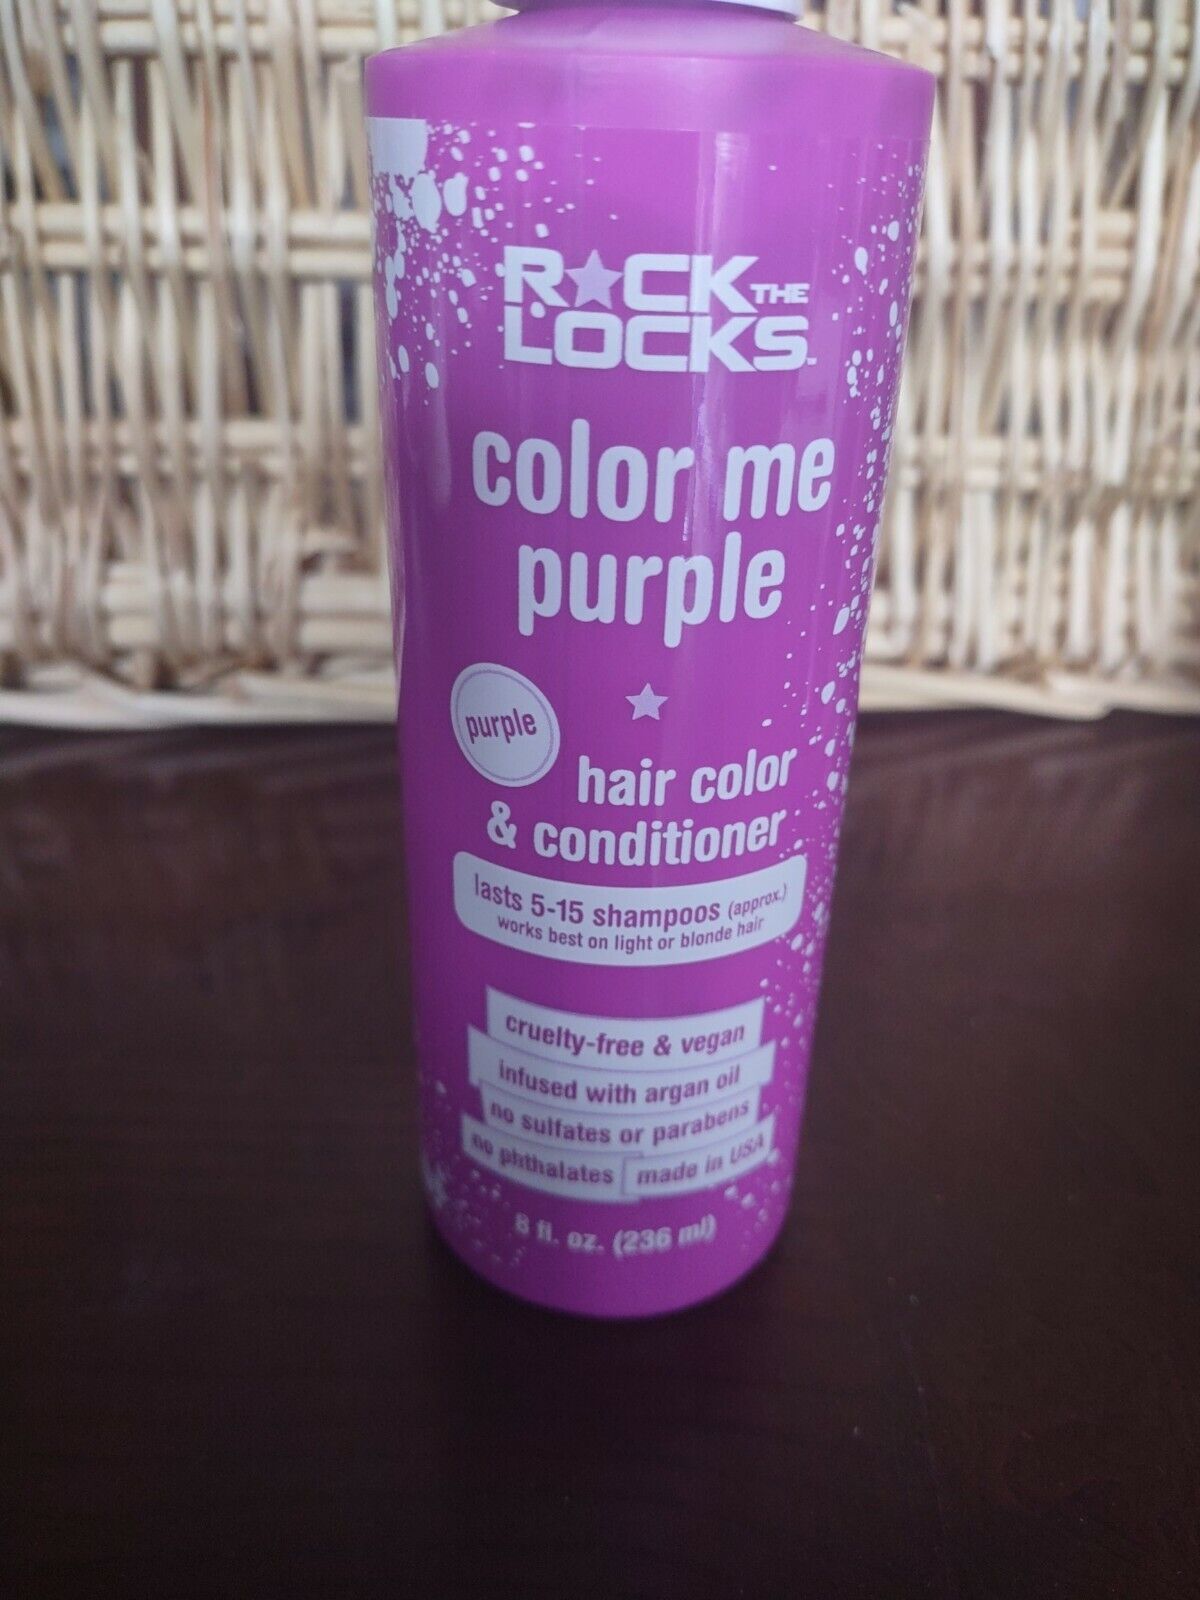 ROCK THE
LOCKS™
color me
purple
purple
hair color
& conditioner
lasts 5-15 shampoos (approx.)
works best on light or blonde hair
cruelty-free & vegan
infused with argan oil
no sulfates or parabens
no phthalates made in USA
8 fl. oz. (236 ml)